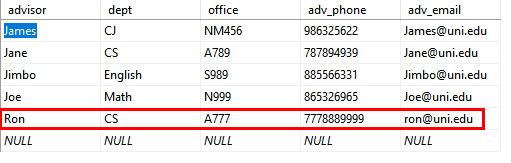 advisor dept office adv_phone adv_email
James CJ NM456 986325622 James@uni.edu
Jane CS A789 787894939 Jane@uni.edu
Jimbo English S989 885566331 Jimbo@uni.edu
Joe Math N999 865326965 Joe@uni.edu
Ron CS A777 7778889999 ron@uni.edu
NULL NULL NULL NULL NULL